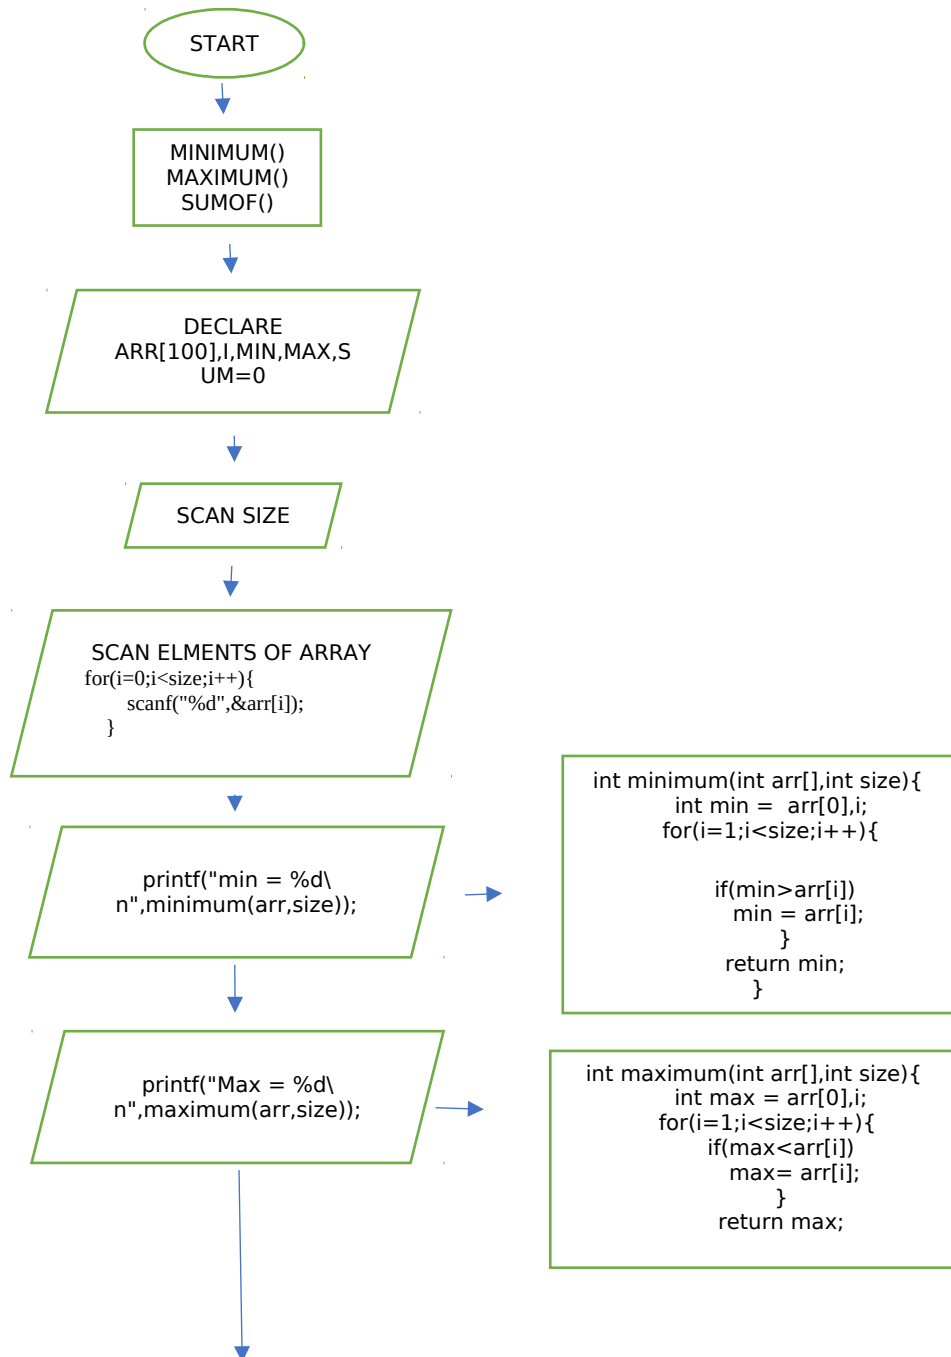 START
MINIMUM()
MAXIMUM()
SUMOF()
DECLARE
ARR[100],I,MIN,MAX,S
UM=0
SCAN SIZE
SCAN ELMENTS OF ARRAY
for(i=0;i<size;i++){
scanf("%d",&arr[i]);
}
printf("min = %d\
n",minimum(arr,size));
int minimum(int arr[],int size){
int min =  arr[0],i;
for(i=1;i<size;i++){
if(min>arr[i])
min = arr[i];
}
return min;
}
printf("Max = %d\
n",maximum(arr,size));
int maximum(int arr[],int size){
int max = arr[0],i;
for(i=1;i<size;i++){
if(max<arr[i])
max= arr[i];
}
return max;